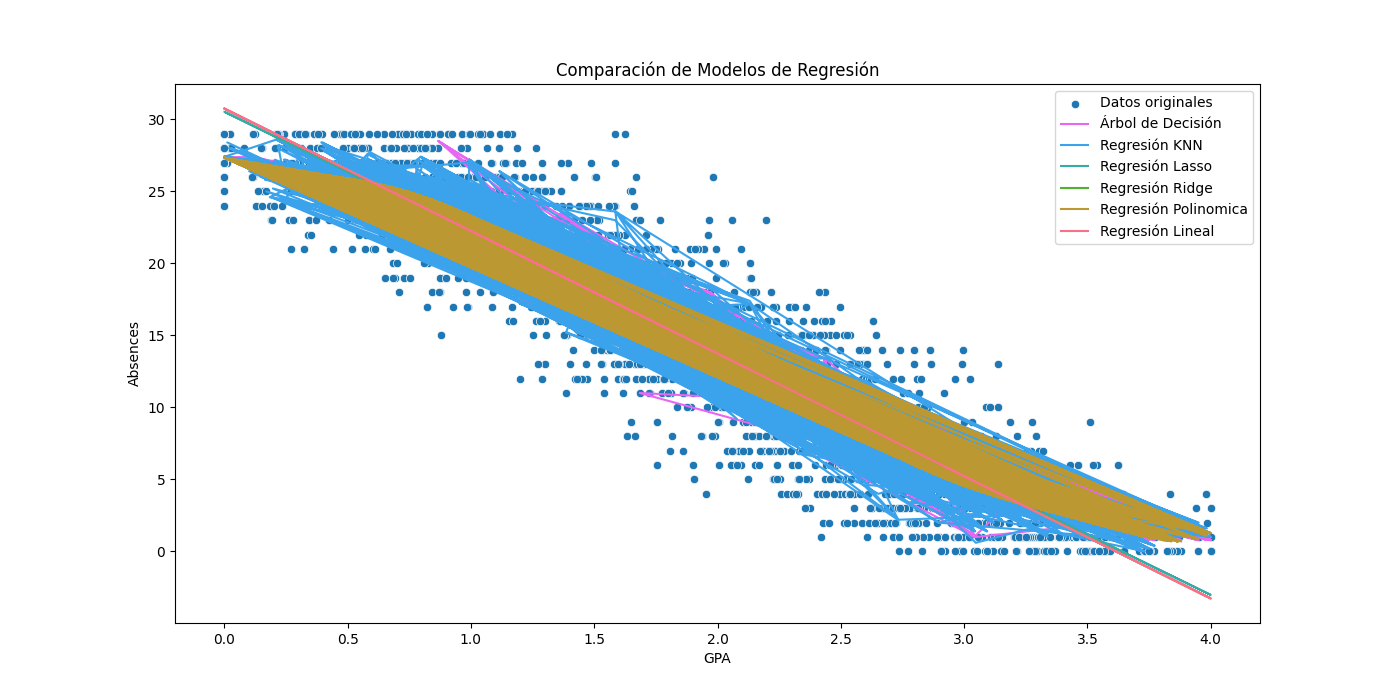 Comparación de Modelos de Regresión
Datos originales
Árbol de Decisión
Regresión KNN
Regresión Lasso
Regresión Ridge
Regresión Polinomica
Regresión Lineal
30
25
20
15
10
5
0
Absences
0.0 0.5 1.0 1.5 2.0 2.5 3.0 3.5 4.0
GPA